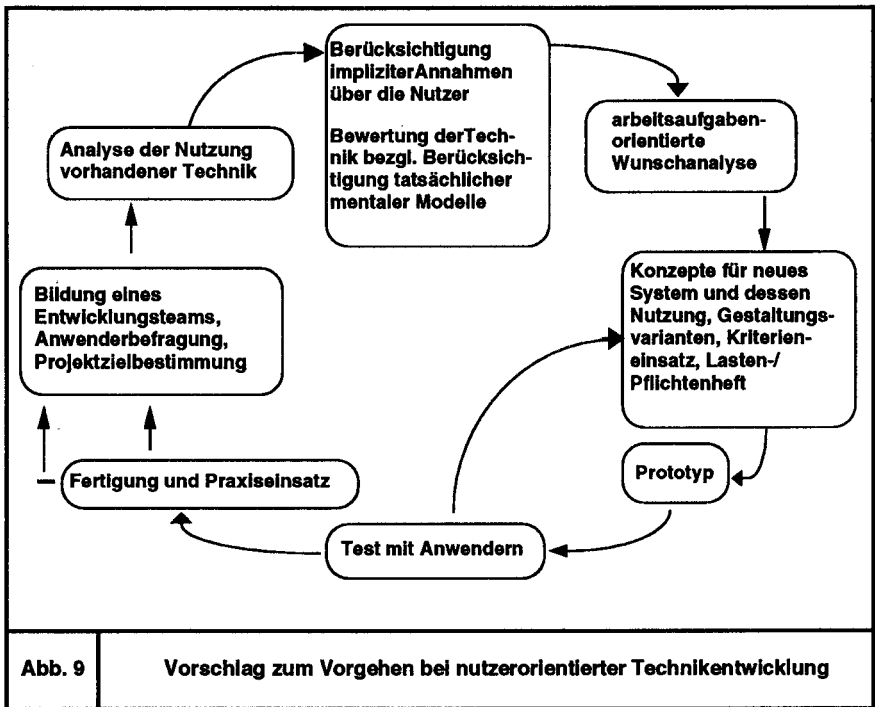 Berücksichtigung
impliziterAnnahmen
über die Nutzer
Bewertung derTech-
nik bezgl. Berücksich-
tigung tatsächlicher
mentaler Modelle
arbeitsaufgaben-
orientierte
Wunschanalyse
Analyse der Nutzung
vorhandener Technik
Konzepte für neues
System und dessen
Nutzung, Gestaltungs-
varianten, Kriterien-
einsatz, Lasten-/
Pflichtenheft
Bildung eines
Entwicklungsteams,
Anwenderbefragung,
Projektzielbestimmung
Prototyp
Fertigung und Praxiseinsatz
Test mit Anwendern
Abb. 9 Vorschlag zum Vorgehen bei nutzerorientierter Technikentwicklung